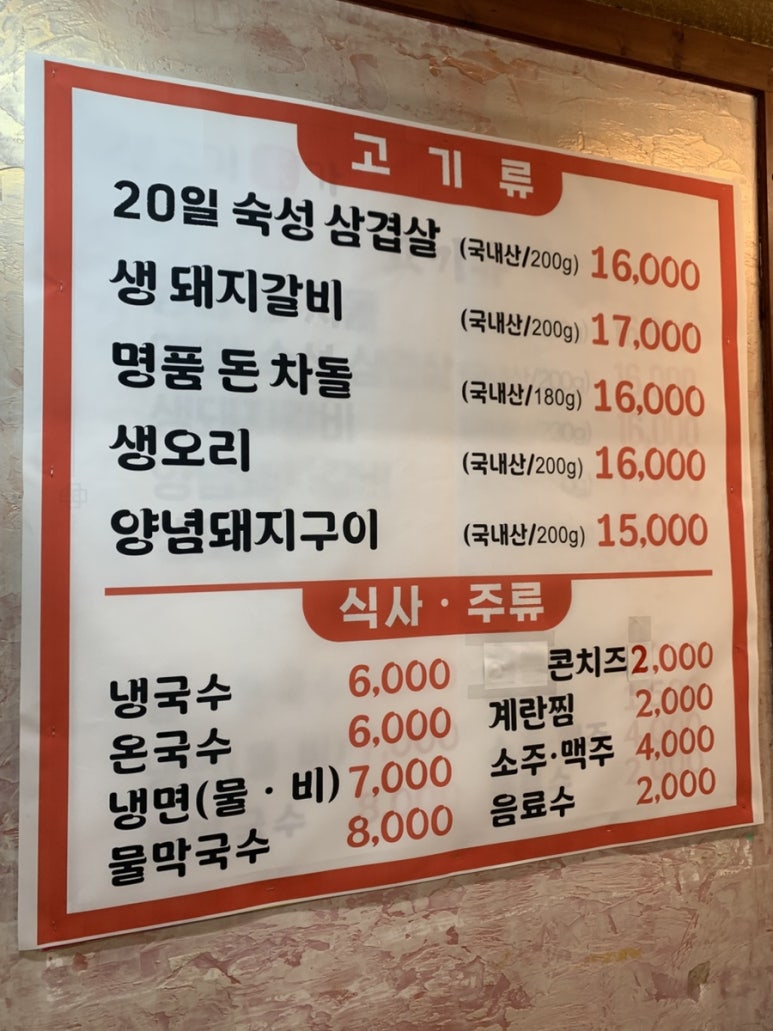 고기류
20일 숙성 삼겹살 (국내산/200g) 16,000
생 돼지갈비 (국내산/200g) 17,000
명품 돈 차돌 (국내산/180g) 16,000
생오리 (국내산/200g) 16,000
양념돼지구이 (국내산/200g) 15,000
식사·주류
냉국수 6,000
온국수 6,000
냉면(물·비) 7,000
물막국수 8,000
콘치즈 2,000
계란찜 2,000
소주·맥주 4,000
음료수 2,000